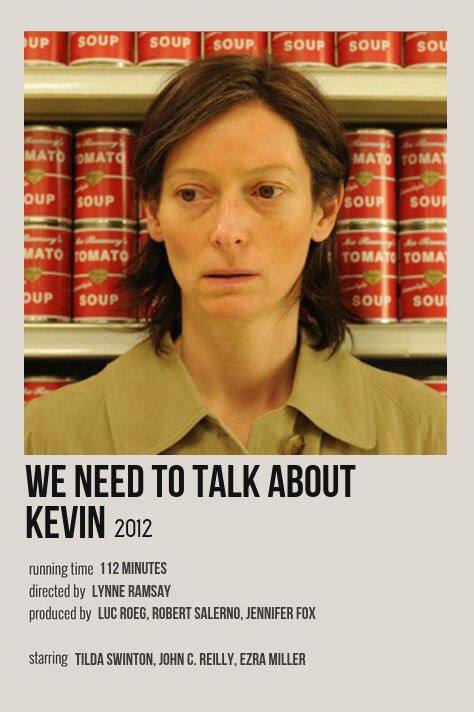 SOUP SOUP SOUP SOUP SOUP SOUP
TOMATO TOMATO TOMATO
SOUP SOUP SOUP
TOMATO TOMATO TOMATO
SOUP SOUP SOUP
WE NEED TO TALK ABOUT
KEVIN 2012
running time 112 MINUTES
directed by LYNNE RAMSAY
produced by LUC ROEG, ROBERT SALERNO, JENNIFER FOX
starring TILDA SWINTON, JOHN C. REILLY, EZRA MILLER